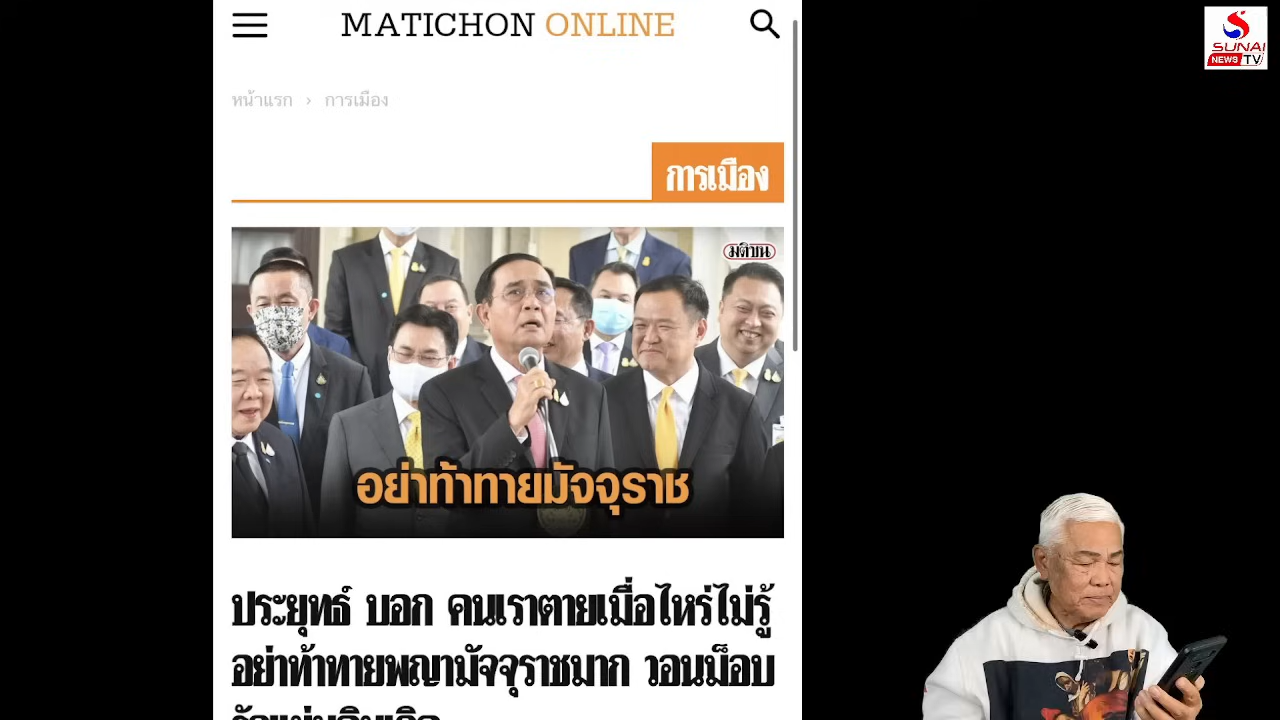 MATICHON ONLINE
SUNAI
NEWS TV
หน้าแรก › การเมือง
การเมือง
มติชน
อย่าท้าทายมัจจุราช
ประยุทธ์ บอก คนเราตายเมื่อไหร่ไม่รู้
อย่าท้าทายพญามัจจุราชมาก วอนม็อบ